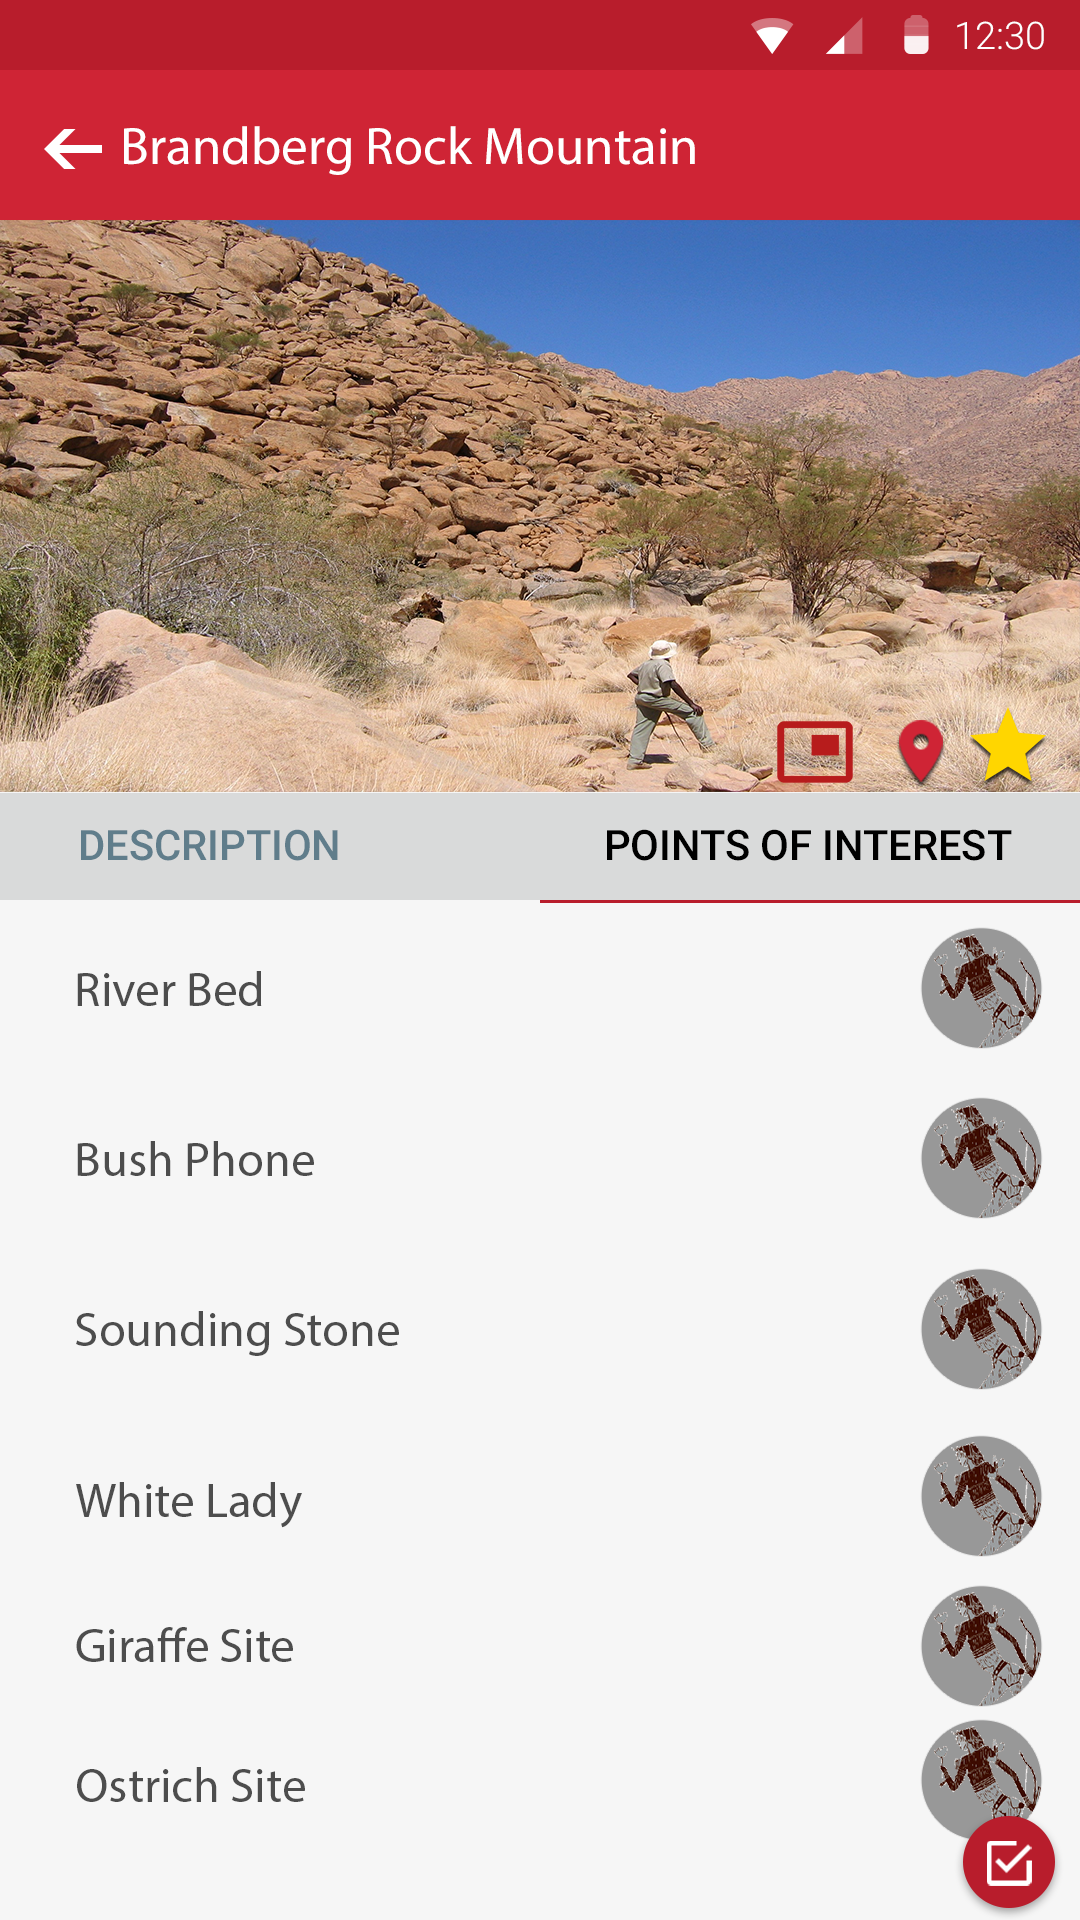 12:30
Brandberg Rock Mountain
DESCRIPTION
POINTS OF INTEREST
River Bed
Bush Phone
Sounding Stone
White Lady
Giraffe Site
Ostrich Site